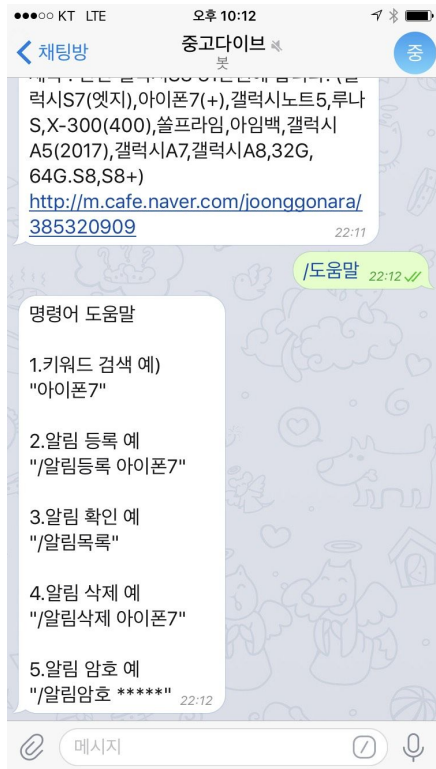 KT LTE 오후 10:12
채팅방 중고다이브 중
봇
럭시S7(엣지),아이폰7(+),갤럭시노트5,루나
S,X-300(400),쏠프라임,아임백,갤럭시
A5(2017),갤럭시A7,갤럭시A8,32G,
64G.S8,S8+)
http://m.cafe.naver.com/joonggonara/
385320909 22:11
/도움말 22:12
명령어 도움말
1.키워드 검색 예)
"아이폰7"
2.알림 등록 예
"/알림등록 아이폰7"
3.알림 확인 예
"/알림목록"
4.알림 삭제 예
"/알림삭제 아이폰7"
5.알림 암호 예
"/알림암호 *****" 22:12
메시지